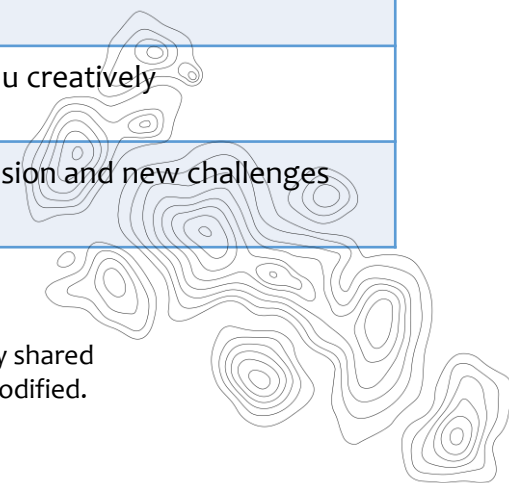 u creatively
sion and new challenges
y shared
odified.